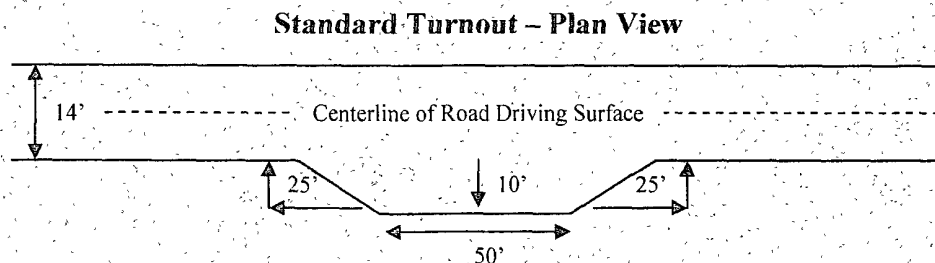 Standard Turnout – Plan View
14'
Centerline of Road Driving Surface
25'
10'
25'
50'